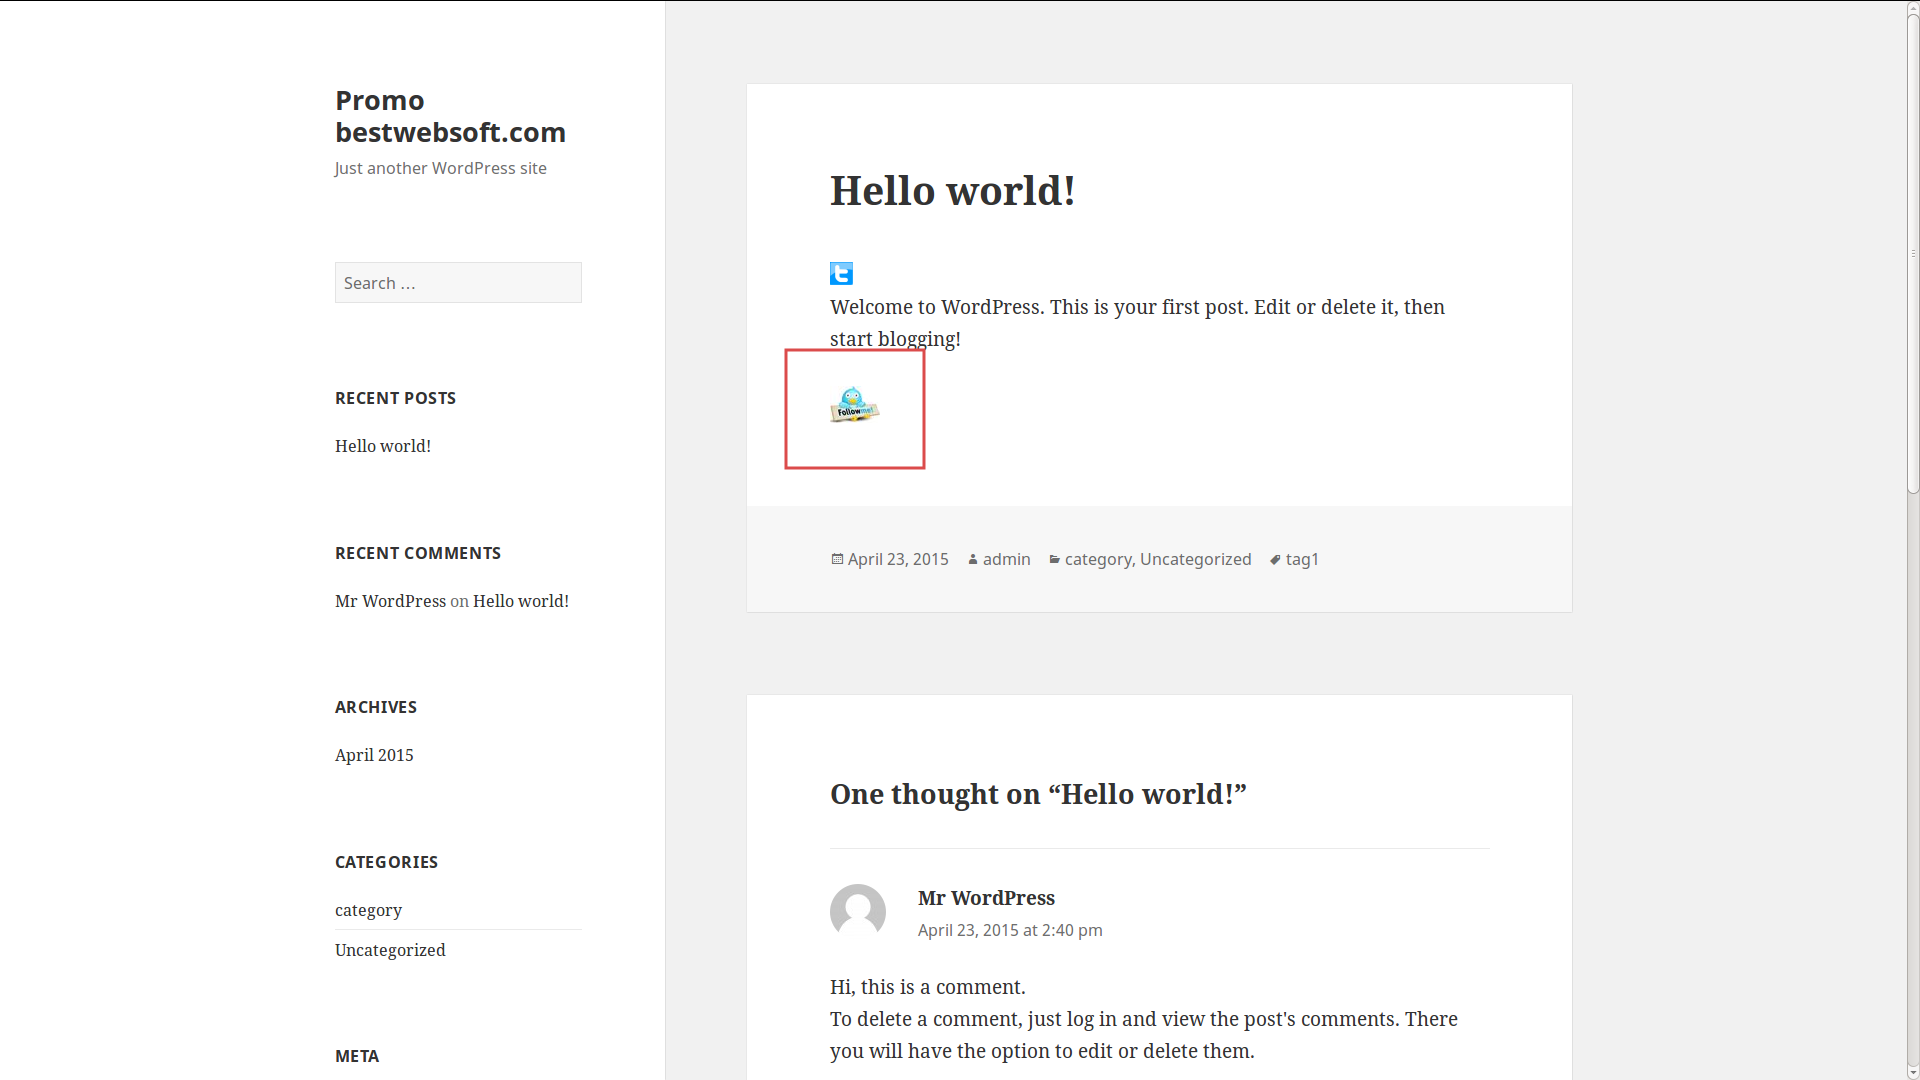 Promo
bestwebsoft.com
Just another WordPress site
Search …
RECENT POSTS
Hello world!
RECENT COMMENTS
Mr WordPress on Hello world!
ARCHIVES
April 2015
CATEGORIES
category
Uncategorized
META
Hello world!
t
Welcome to WordPress. This is your first post. Edit or delete it, then
start blogging!
Follow me!
April 23, 2015 admin category, Uncategorized tag1
One thought on “Hello world!”
Mr WordPress
April 23, 2015 at 2:40 pm
Hi, this is a comment.
To delete a comment, just log in and view the post's comments. There
you will have the option to edit or delete them.